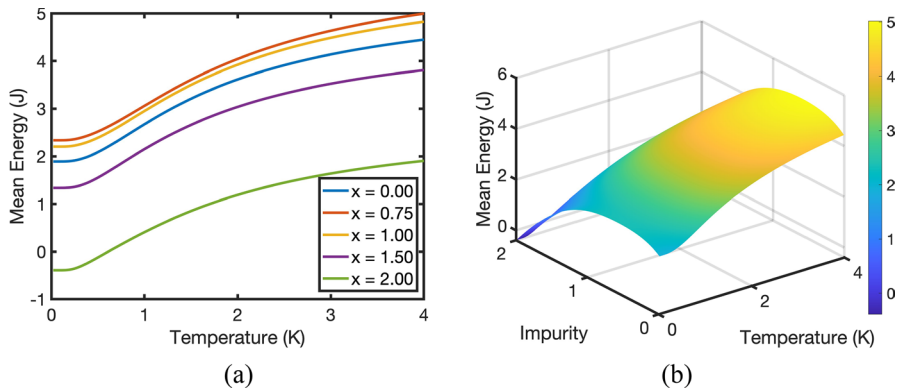 5
4
3
2
1
0
-1
Mean Energy (J)
0
1
2
3
4
Temperature (K)
x = 0.00
x = 0.75
x = 1.00
x = 1.50
x = 2.00
(a)
6
4
2
0
Mean Energy (J)
2
1
0
Impurity
0
2
4
Temperature (K)
5
4
3
2
1
0
(b)